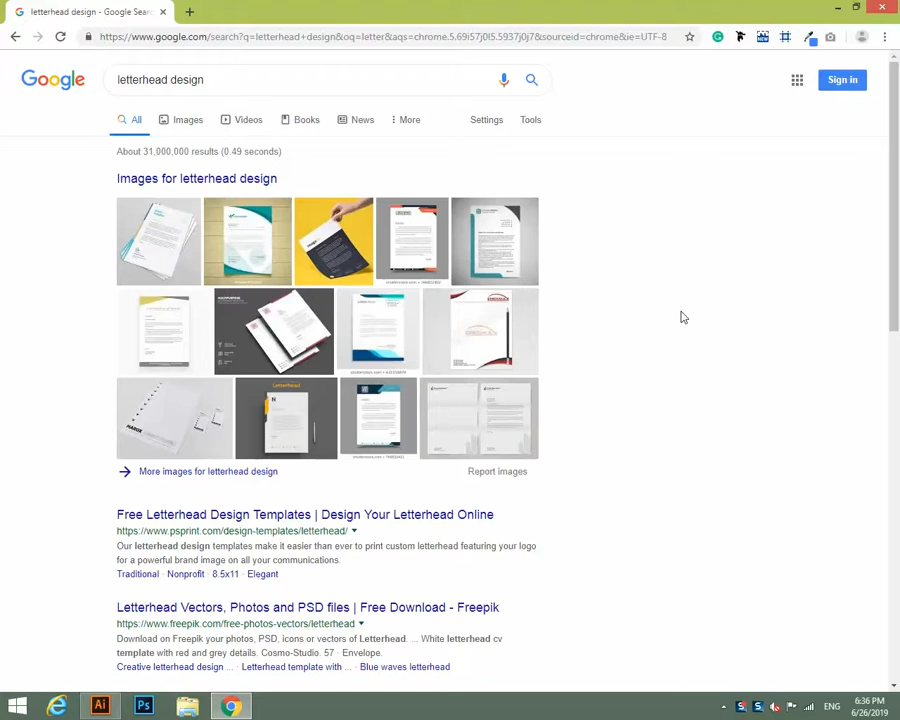 letterhead design - Google Sear
https://www.google.com/search?q=letterhead+design&oq=letter&aqs=chrome.5.69i57j0l5.5937j0j7&sourceid=chrome&ie=UTF-8
Google
letterhead design
Sign in
All
Images
Videos
Books
News
More
Settings
Tools
About 31,000,000 results (0.49 seconds)
Images for letterhead design
Letterhead
N
More images for letterhead design
Report images
Free Letterhead Design Templates | Design Your Letterhead Online
https://www.psprint.com/design-templates/letterhead/
Our letterhead design templates make it easier than ever to print custom letterhead featuring your logo
for a powerful brand image on all your communications.
Traditional · Nonprofit · 8.5x11 · Elegant
Letterhead Vectors, Photos and PSD files | Free Download - Freepik
https://www.freepik.com/free-photos-vectors/letterhead
Download on Freepik your photos, PSD, icons or vectors of Letterhead. ... White letterhead cv
template with red and grey details. Cosmo-Studio. 57 · Envelope.
Creative letterhead design ... · Letterhead template with ... · Blue waves letterhead
Ai
Ps
ENG
6:36 PM
6/26/2019